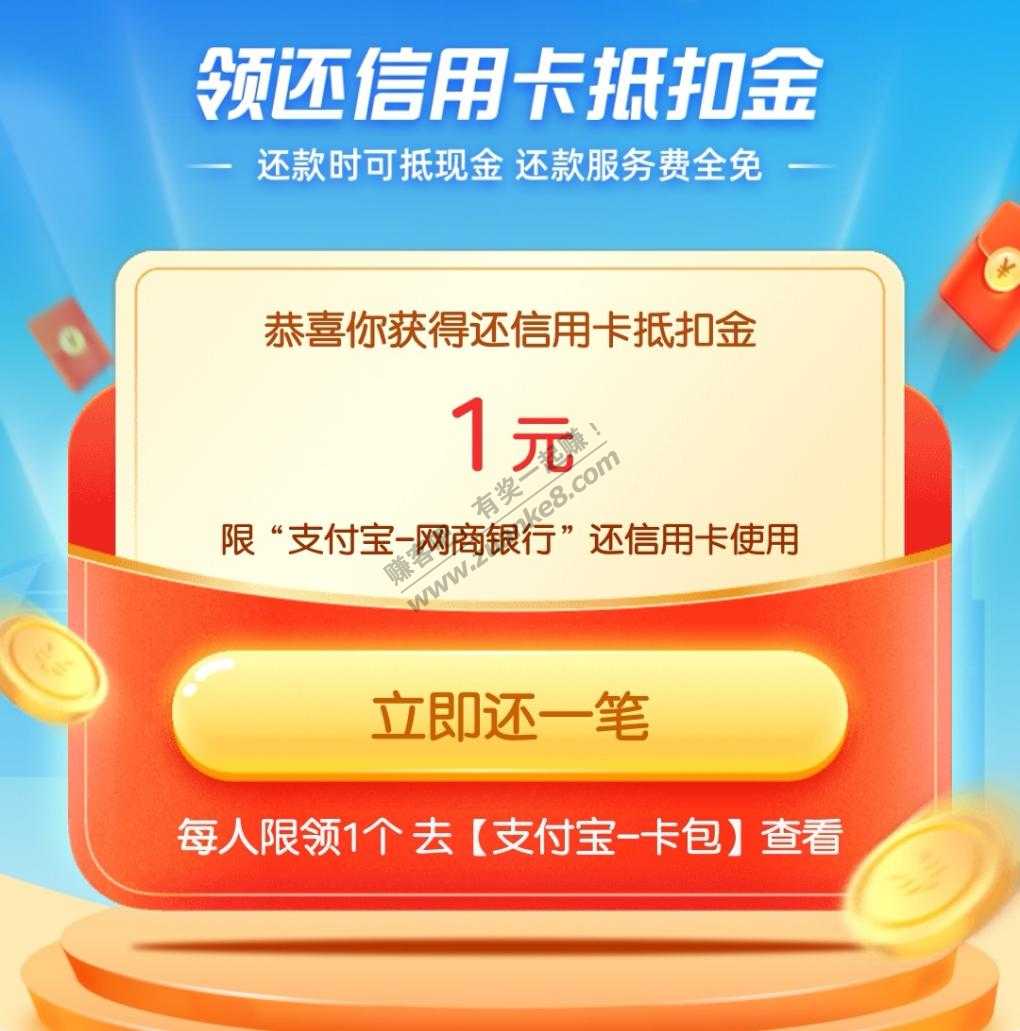 领还信用卡抵扣金
还款时可抵现金 还款服务费全免
恭喜你获得还信用卡抵扣金
1元
限“支付宝-网商银行”还信用卡使用
赚客吧，有奖一起赚！
www.zuanke8.com
立即还一笔
每人限领1个 去【支付宝-卡包】查看